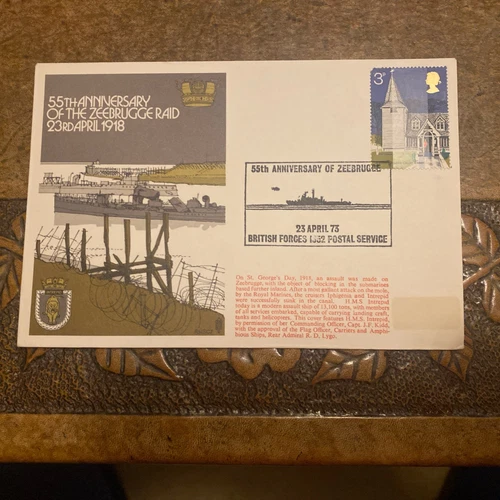 55TH ANNIVERSARY
OF THE ZEEBRUGGE RAID
23RD APRIL 1918
3P
55th ANNIVERSARY OF ZEEBRUGGE
23 APRIL 73
BRITISH FORCES 1332 POSTAL SERVICE
On St. George's Day, 1918, an assault was made on
Zeebrugge, with the object of blocking in the submarines
based further inland. After a most gallant attack on the mole,
by the Royal Marines, the cruisers Iphigenia and Intrepid
were successfully sunk in the canal. H.M.S. Intrepid
today is a modern assault ship of 12,100 tons, with members
of all services embarked, capable of carrying landing craft,
tanks and helicopters. This cover features H.M.S. Intrepid,
by permission of her Commanding Officer, Capt. J.F. Kidd,
with the approval of the Flag Officer, Carriers and Amphib-
ious Ships, Rear Admiral R. D. Lygo.